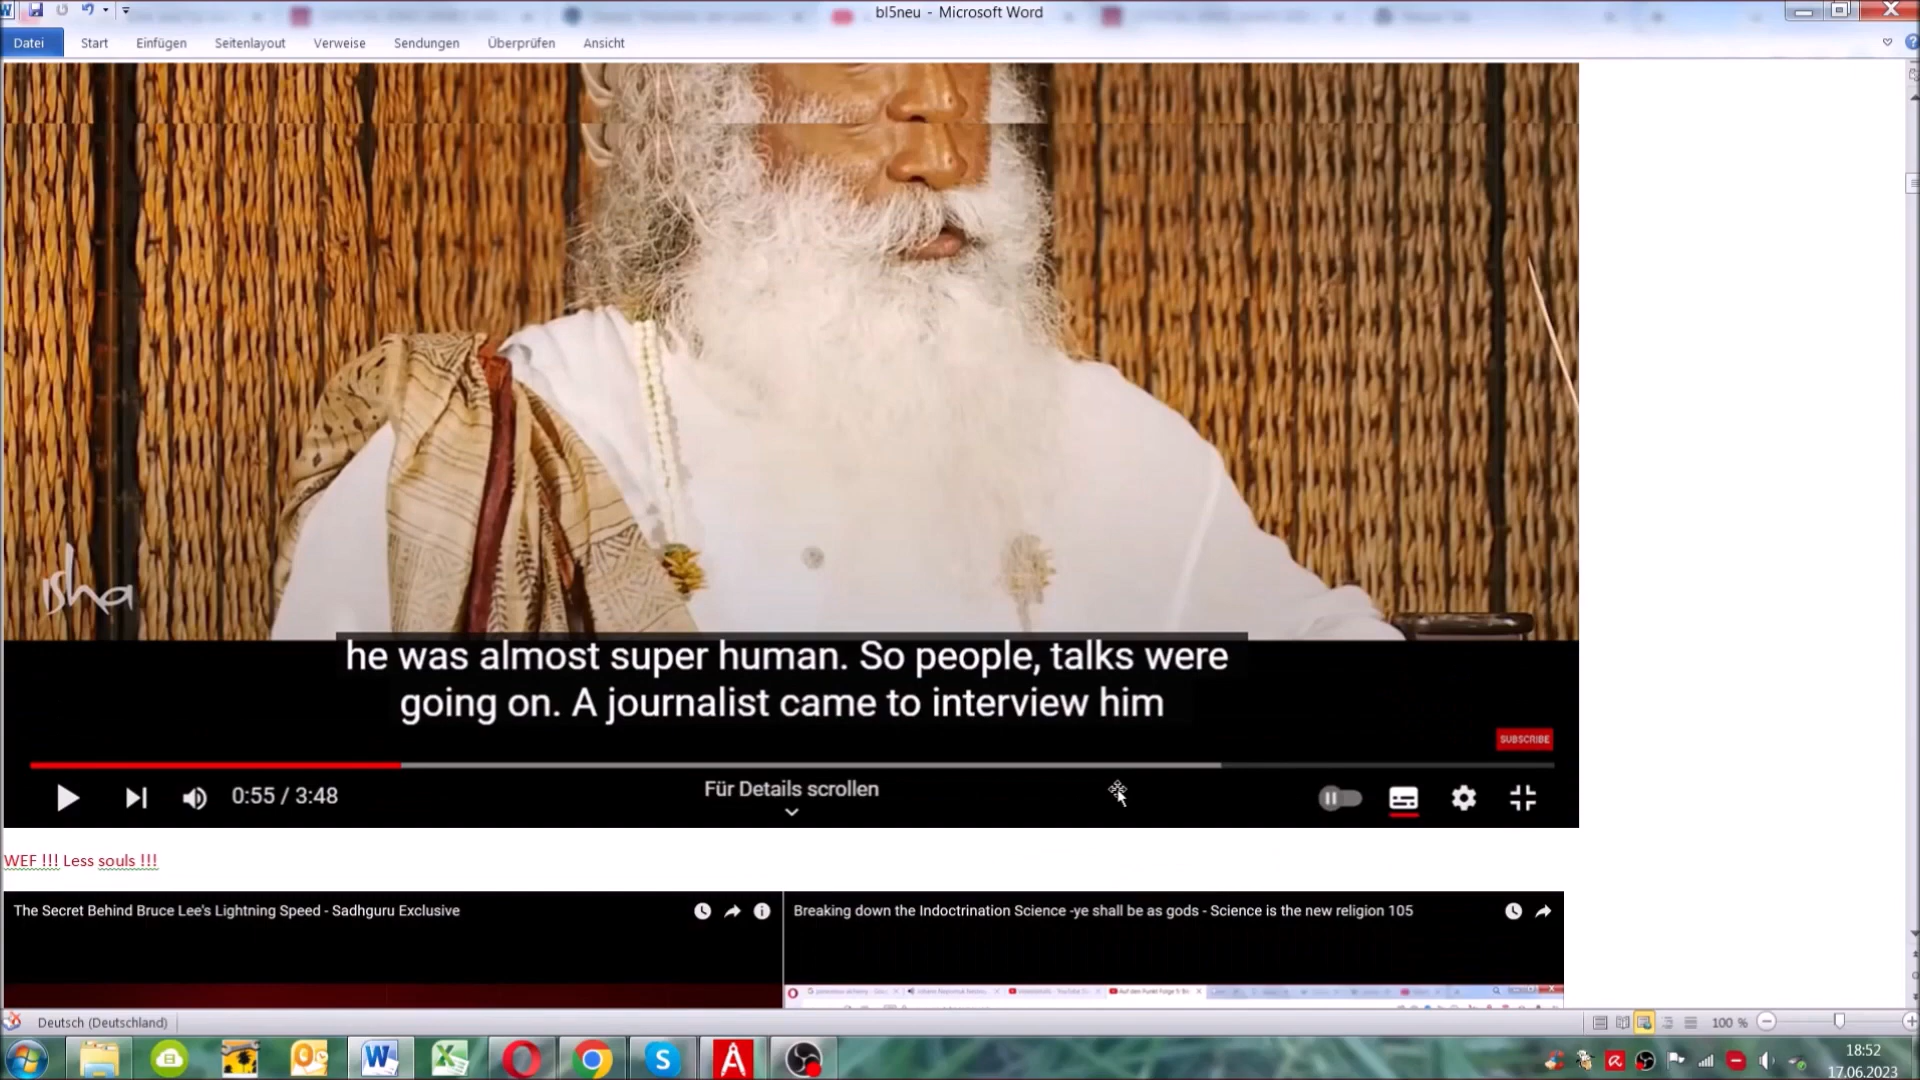 bl5neu - Microsoft Word
Datei Start Einfügen Seitenlayout Verweise Sendungen Überprüfen Ansicht
isha
he was almost super human. So people, talks were
going on. A journalist came to interview him
SUBSCRIBE
0:55 / 3:48
Für Details scrollen
WEF !!! Less souls !!!
The Secret Behind Bruce Lee's Lightning Speed - Sadhguru Exclusive
Breaking down the Indoctrination Science -ye shall be as gods - Science is the new religion 105
Deutsch (Deutschland)
100 %
18:52
17.06.2023